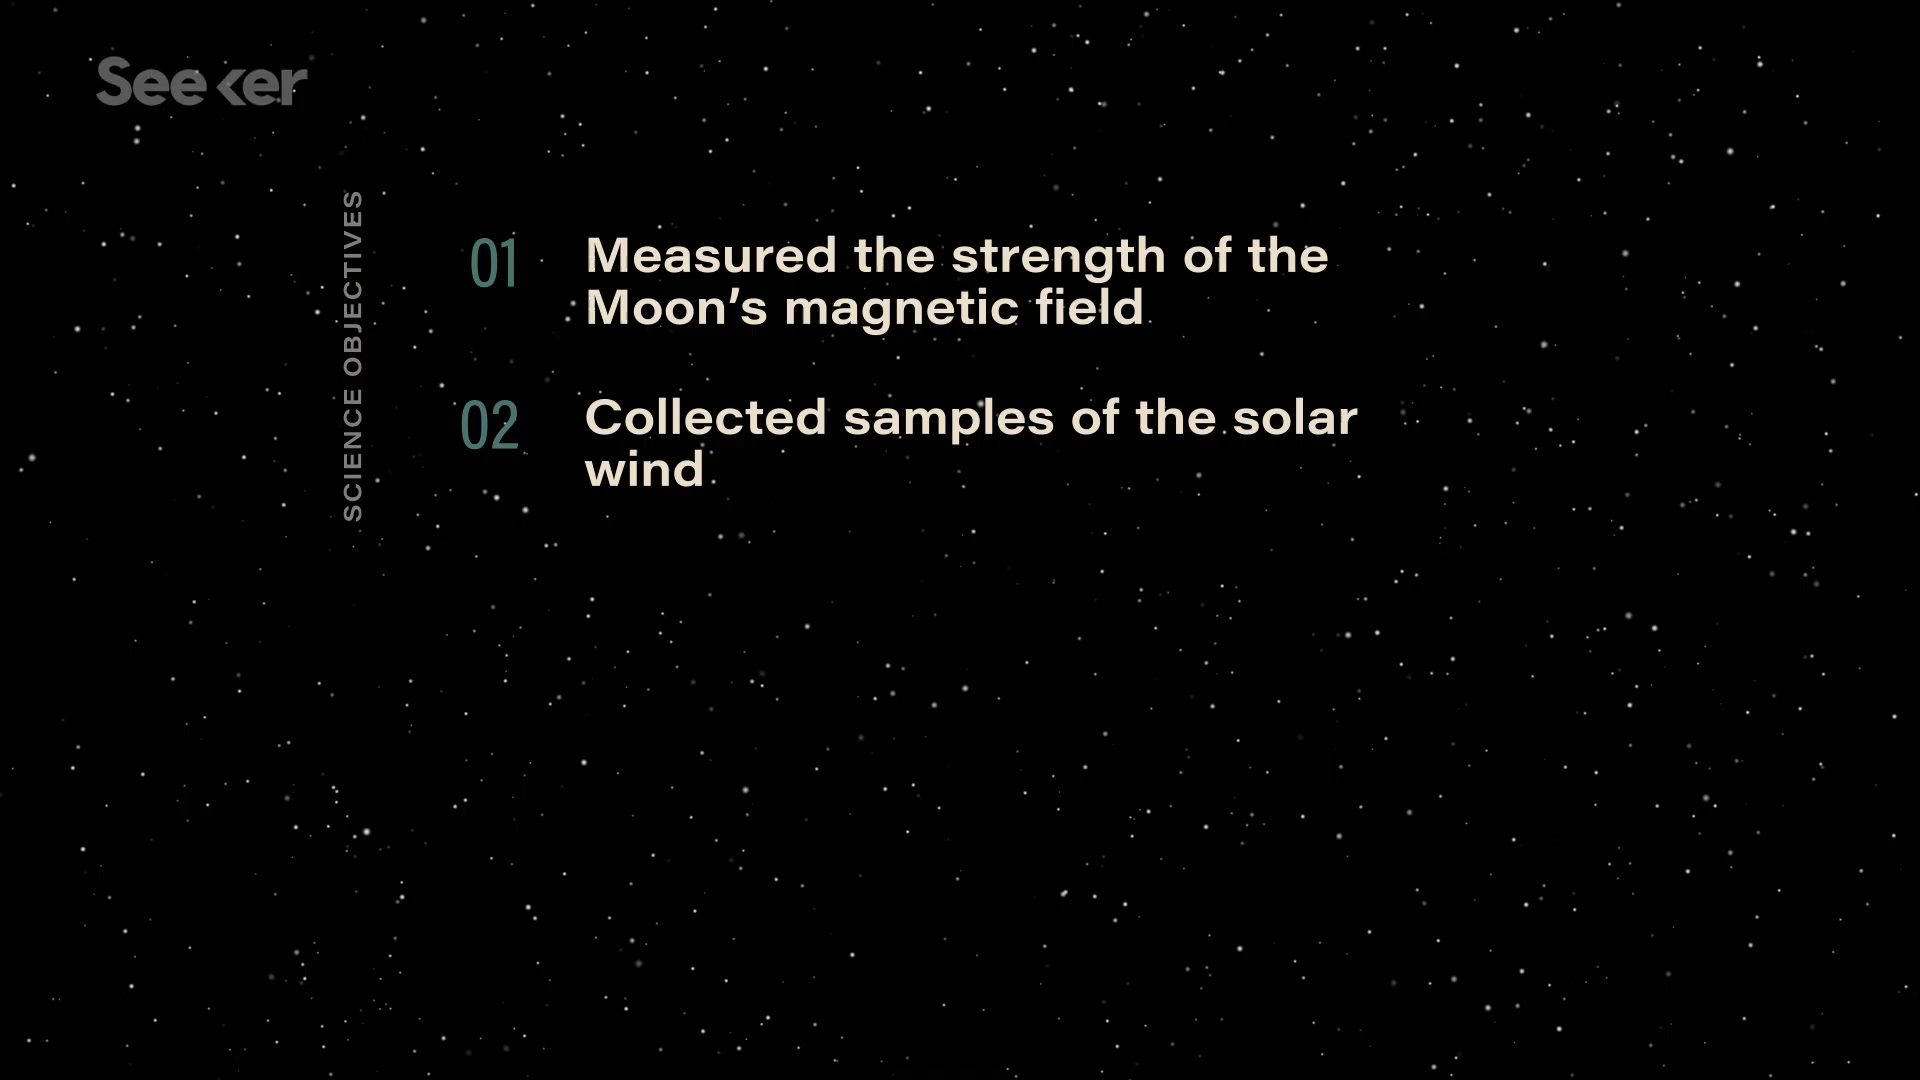 Seeker
SCIENCE OBJECTIVES
01
Measured the strength of the
Moon’s magnetic field
02
Collected samples of the solar
wind